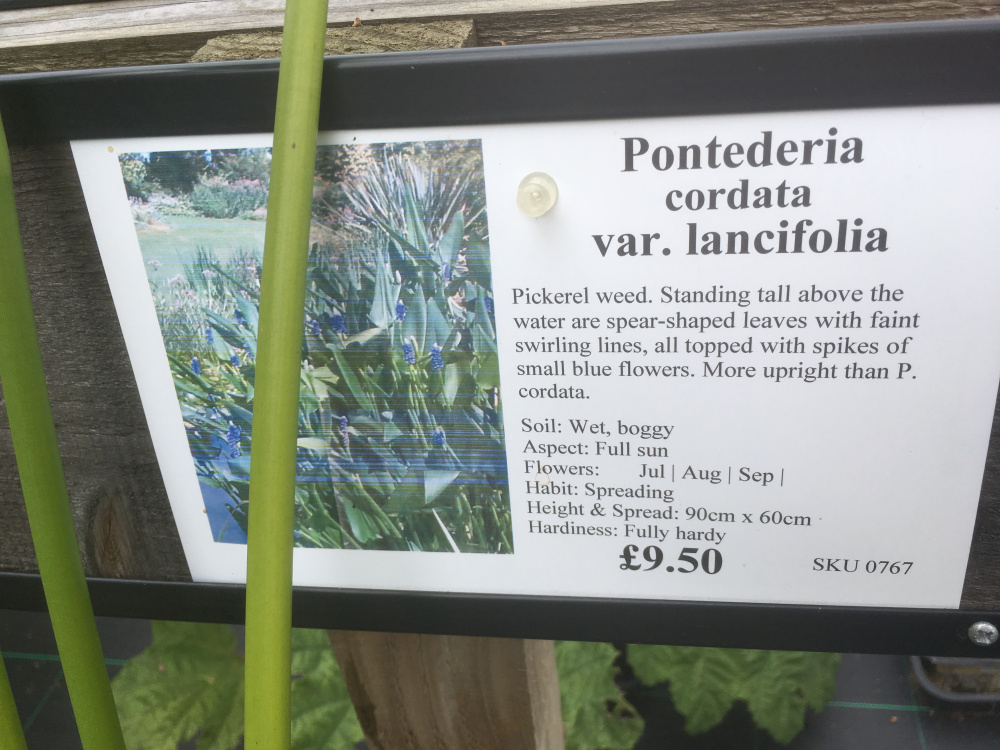 Pontederia
cordata
var. lancifolia
Pickerel weed. Standing tall above the
water are spear-shaped leaves with faint
swirling lines, all topped with spikes of
small blue flowers. More upright than P.
cordata.
Soil: Wet, boggy
Aspect: Full sun
Flowers: Jul | Aug | Sep |
Habit: Spreading
Height & Spread: 90cm x 60cm
Hardiness: Fully hardy
£9.50
SKU 0767